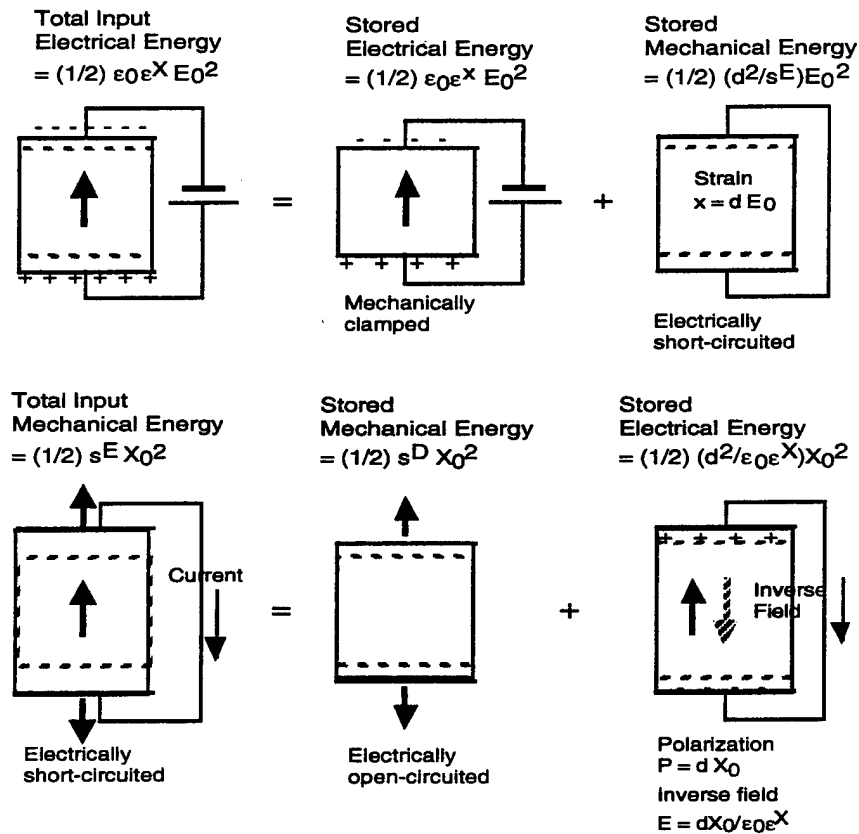 Total Input
Electrical Energy
= (1/2) ε0ε^X E0^2
Stored
Electrical Energy
= (1/2) ε0ε^x E0^2
Stored
Mechanical Energy
= (1/2) (d^2/s^E)E0^2
- - - - - - -
- - - -
Strain
x = d E0
=
+
+ + + + + +
+ + + +
Mechanically
clamped
Electrically
short-circuited
Total Input
Mechanical Energy
= (1/2) s^E X0^2
Stored
Mechanical Energy
= (1/2) s^D X0^2
Stored
Electrical Energy
= (1/2) (d^2/ε0ε^X)X0^2
+ + + +
Current
Inverse
Field
=
+
Electrically
short-circuited
Electrically
open-circuited
Polarization
P = d X0
Inverse field
E = dX0/ε0ε^X